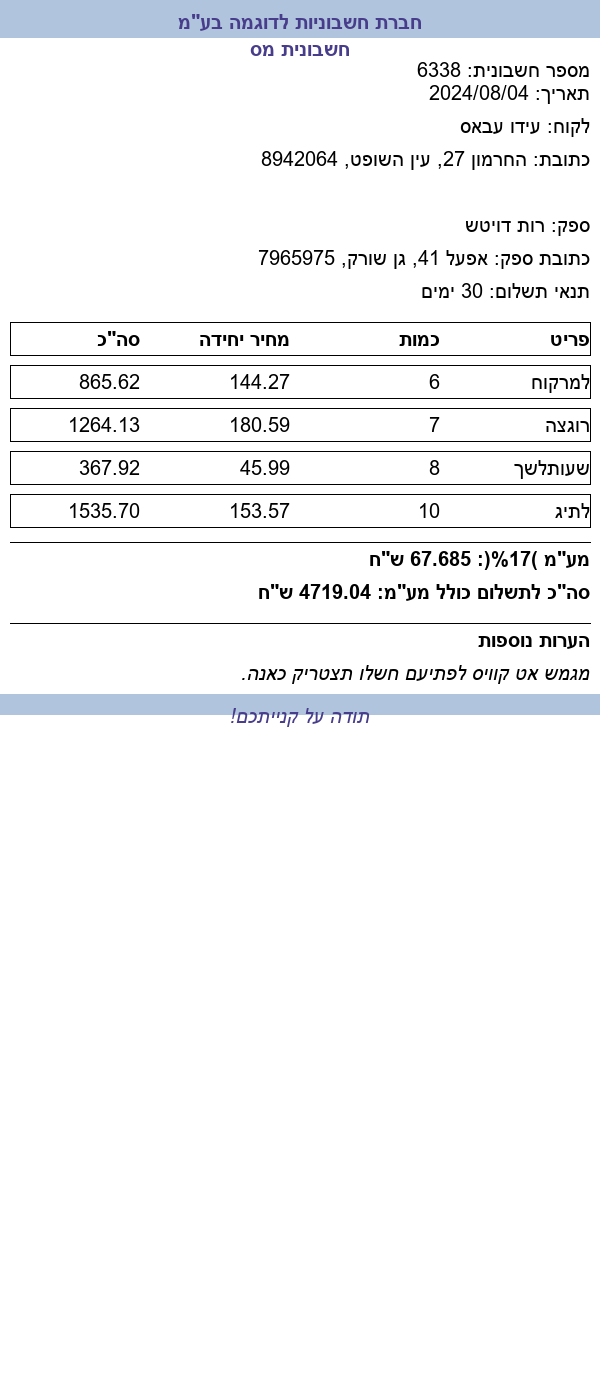 חברת חשבוניות לדוגמה בע"מ
חשבונית מס
מספר חשבונית: 6338
תאריך: 2024/08/04
לקוח: עידו עבאס
כתובת: החרמון 27, עין השופט, 8942064
ספק: רות דויטש
כתובת ספק: אפעל 41, גן שורק, 7965975
תנאי תשלום: 30 ימים
פריט כמות מחיר יחידה סה"כ
למרקוח 6 144.27 865.62
רוגצה 7 180.59 1264.13
שעותלשך 8 45.99 367.92
לתיג 10 153.57 1535.70
מע"מ )17%(: 67.685 ש"ח
סה"כ לתשלום כולל מע"מ: 4719.04 ש"ח
הערות נוספות
מגמש אט קוויס לפתיעם חשלו תצטריק כאנה.
תודה על קנייתכם!